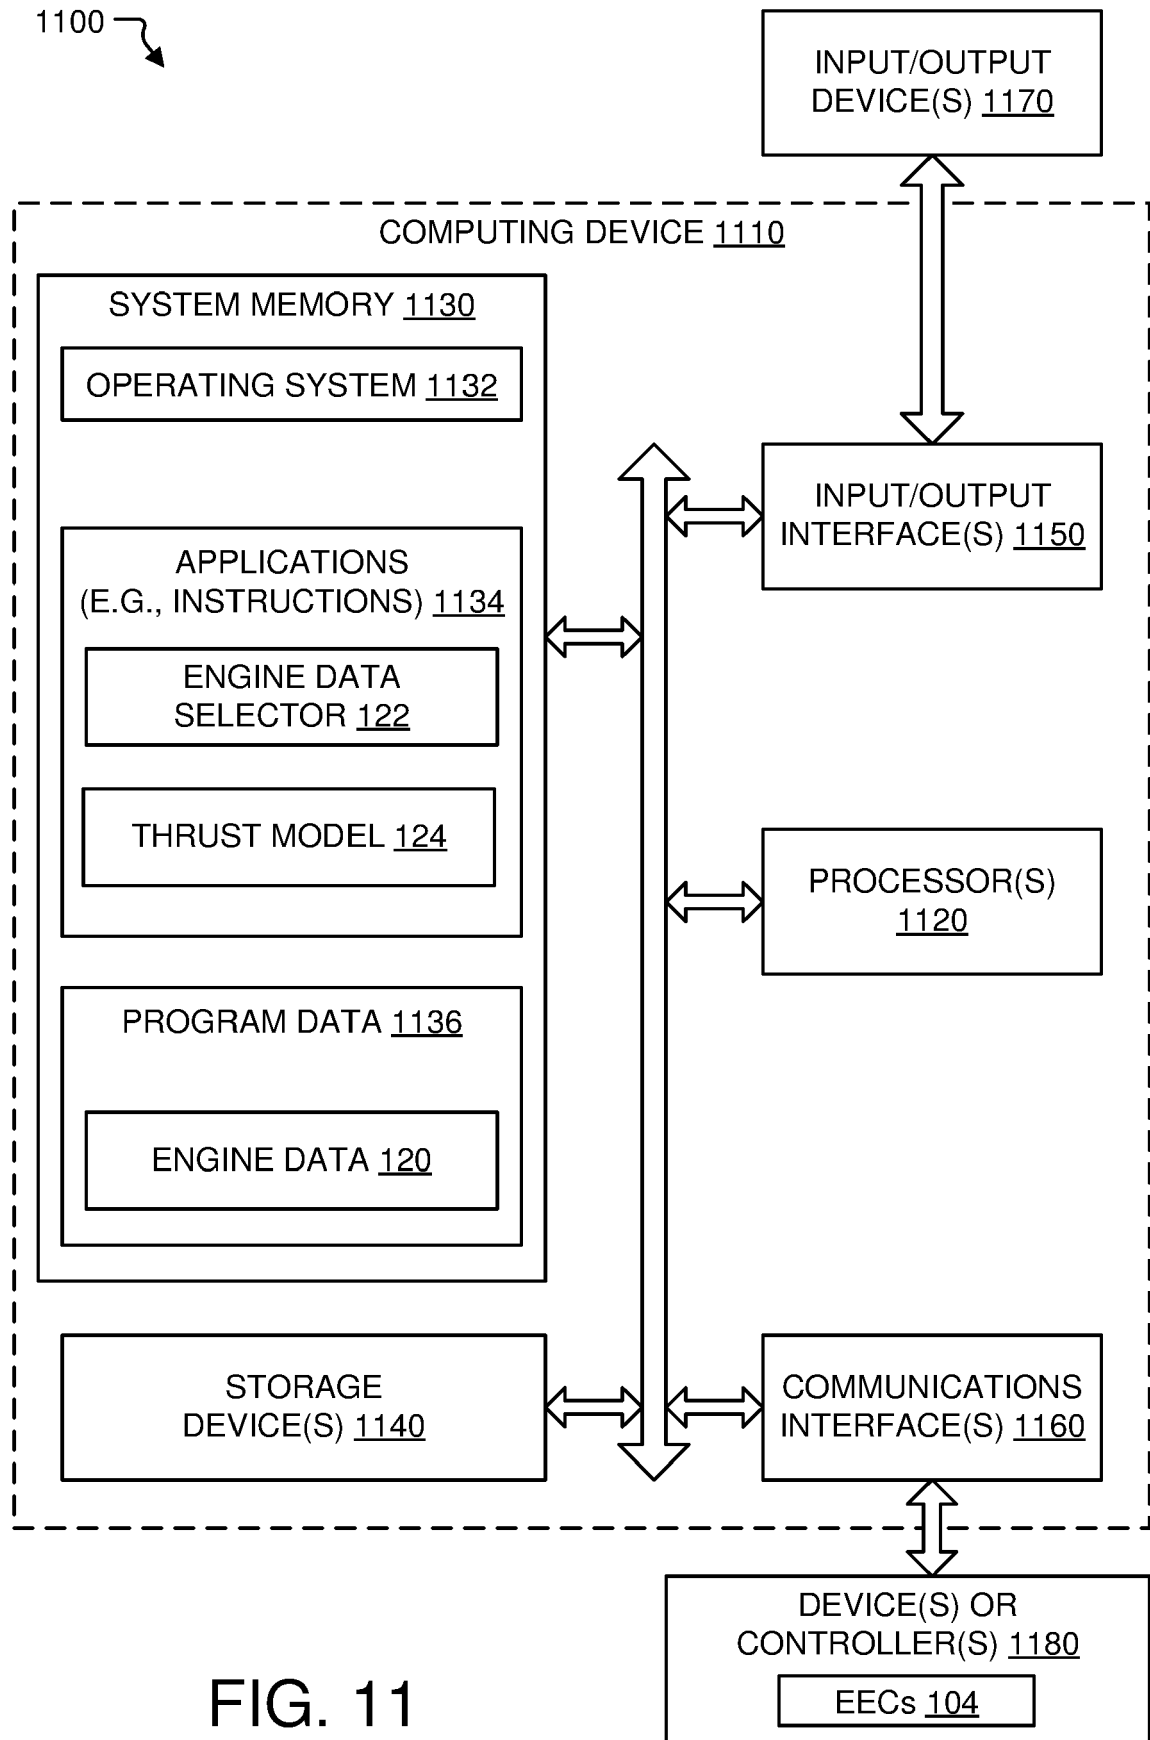 1100
INPUT/OUTPUT
DEVICE(S) 1170
COMPUTING DEVICE 1110
SYSTEM MEMORY 1130
OPERATING SYSTEM 1132
APPLICATIONS
(E.G., INSTRUCTIONS) 1134
ENGINE DATA
SELECTOR 122
THRUST MODEL 124
PROGRAM DATA 1136
ENGINE DATA 120
STORAGE
DEVICE(S) 1140
INPUT/OUTPUT
INTERFACE(S) 1150
PROCESSOR(S)
1120
COMMUNICATIONS
INTERFACE(S) 1160
DEVICE(S) OR
CONTROLLER(S) 1180
EECs 104
FIG. 11